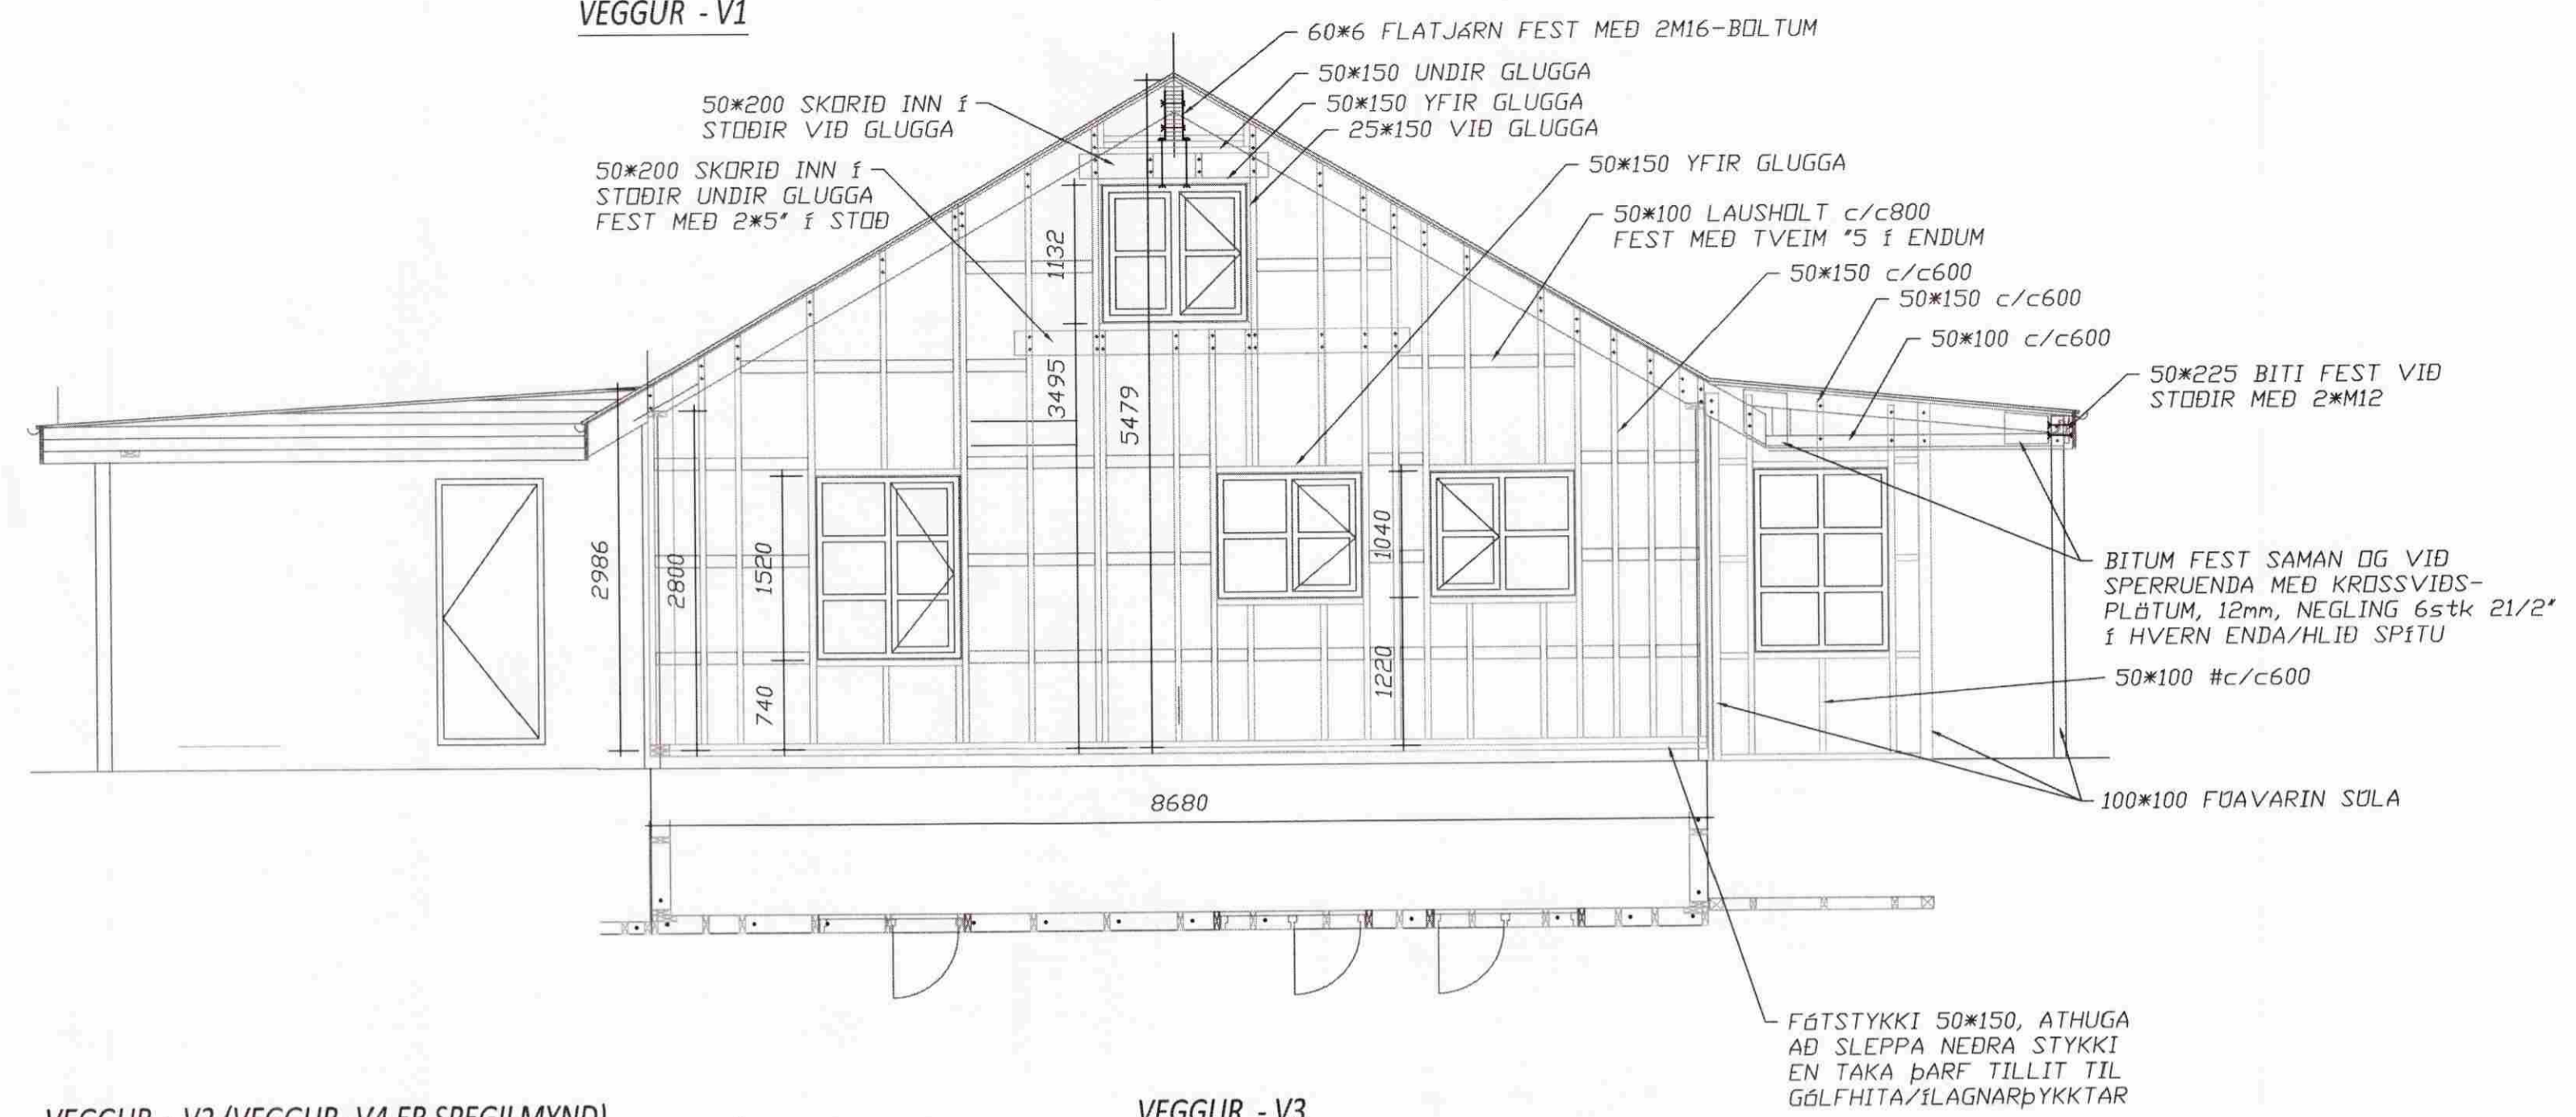 VEGGUR - V1
60*6 FLATJÁRN FEST MEÐ 2M16-BOLTUM
50*150 UNDIR GLUGGA
50*150 YFIR GLUGGA
25*150 VIÐ GLUGGA
50*200 SKORIÐ INN Í
STOÐIR VIÐ GLUGGA
50*200 SKORIÐ INN Í
STOÐIR UNDIR GLUGGA
FEST MEÐ 2*5" Í STOÐ
50*150 YFIR GLUGGA
50*100 LAUSHOLT c/c800
FEST MEÐ TVEIM "5 Í ENDUM
50*150 c/c600
50*150 c/c600
50*100 c/c600
50*225 BITI FEST VIÐ
STOÐIR MEÐ 2*M12
1132
3495
5479
2986
2800
1520
740
1040
1220
BITUM FEST SAMAN OG VIÐ
SPERRUENDA MEÐ KROSSVIÐS-
PLÖTUM, 12mm, NEGLING 6stk 21/2"
Í HVERN ENDA/HLIÐ SPÍTU
50*100 #c/c600
100*100 FÚAVARIN SÚLA
8680
FÓTSTYKKI 50*150, ATHUGA
AÐ SLEPPA NEÐRA STYKKI
EN TAKA ÞARF TILLIT TIL
GÓLFHITA/ÍLAGNARÞYKKTAR
VEGGUR - V2 (VEGGUR V4 ER SPEGILMYND)
VEGGUR - V3